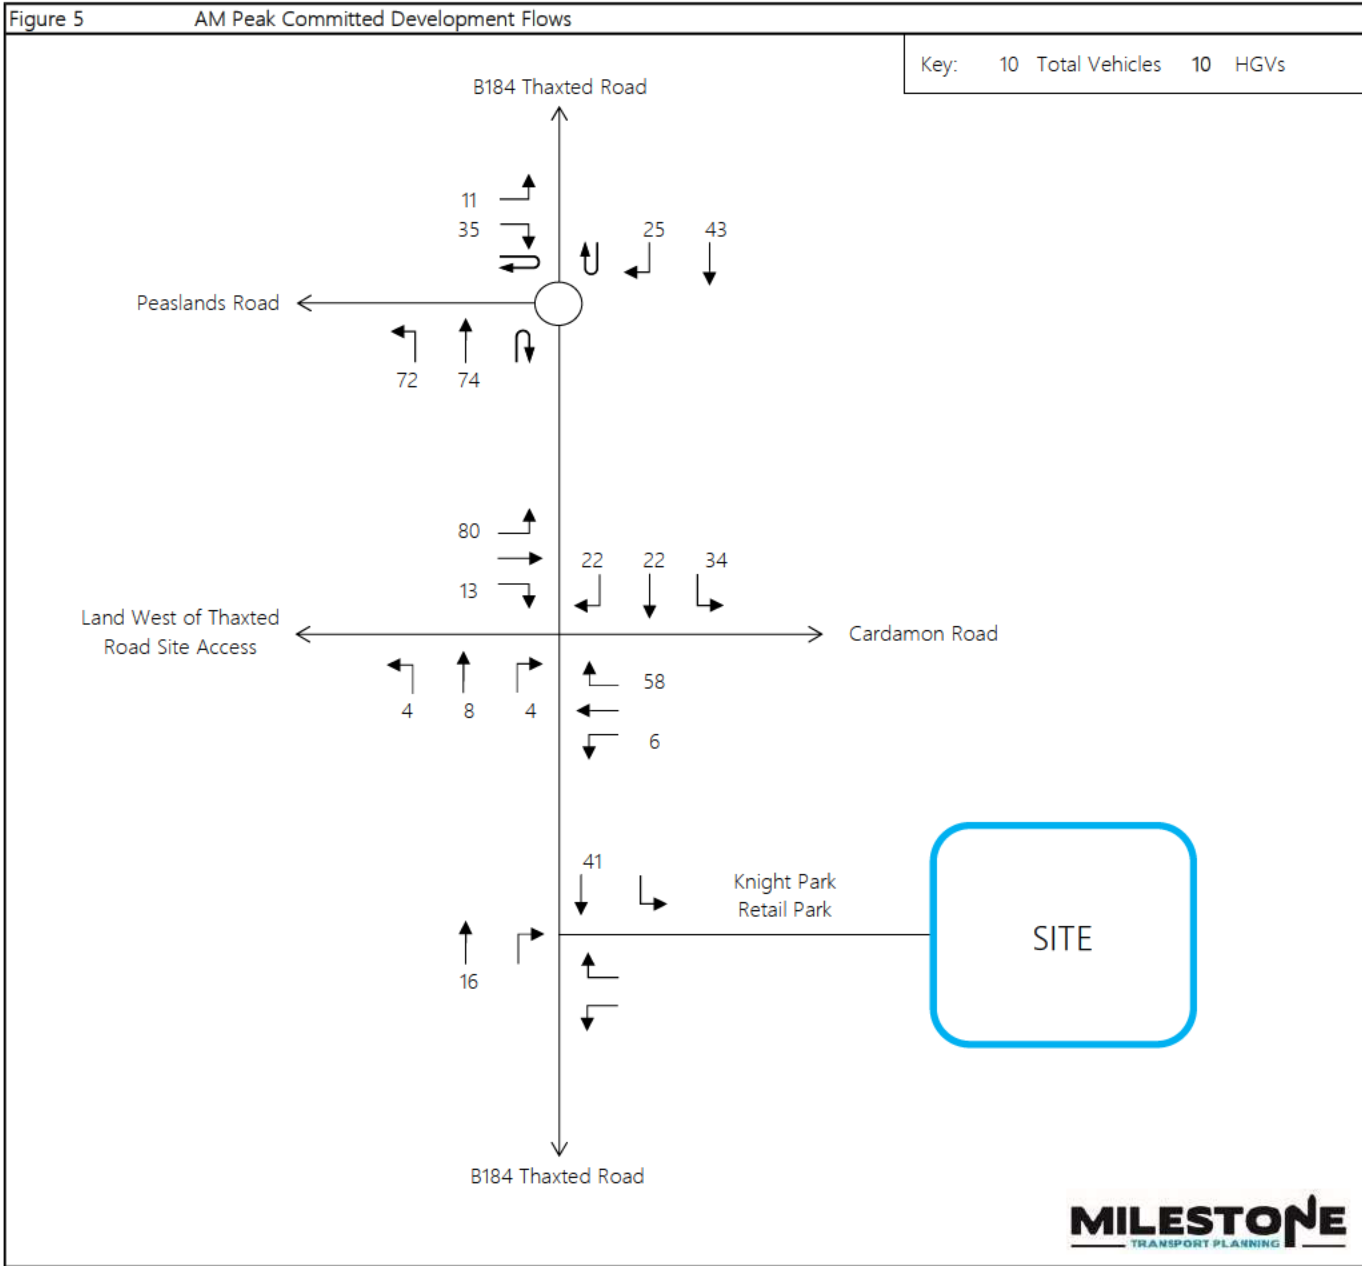 Figure 5 AM Peak Committed Development Flows
Key: 10 Total Vehicles 10 HGVs
B184 Thaxted Road
11
35 25 43
Peaslands Road
72 74
80
22 22 34
13
Land West of Thaxted
Road Site Access
Cardamon Road
58
4 8 4
6
41
Knight Park
Retail Park
SITE
16
B184 Thaxted Road
MILESTONE
TRANSPORT PLANNING